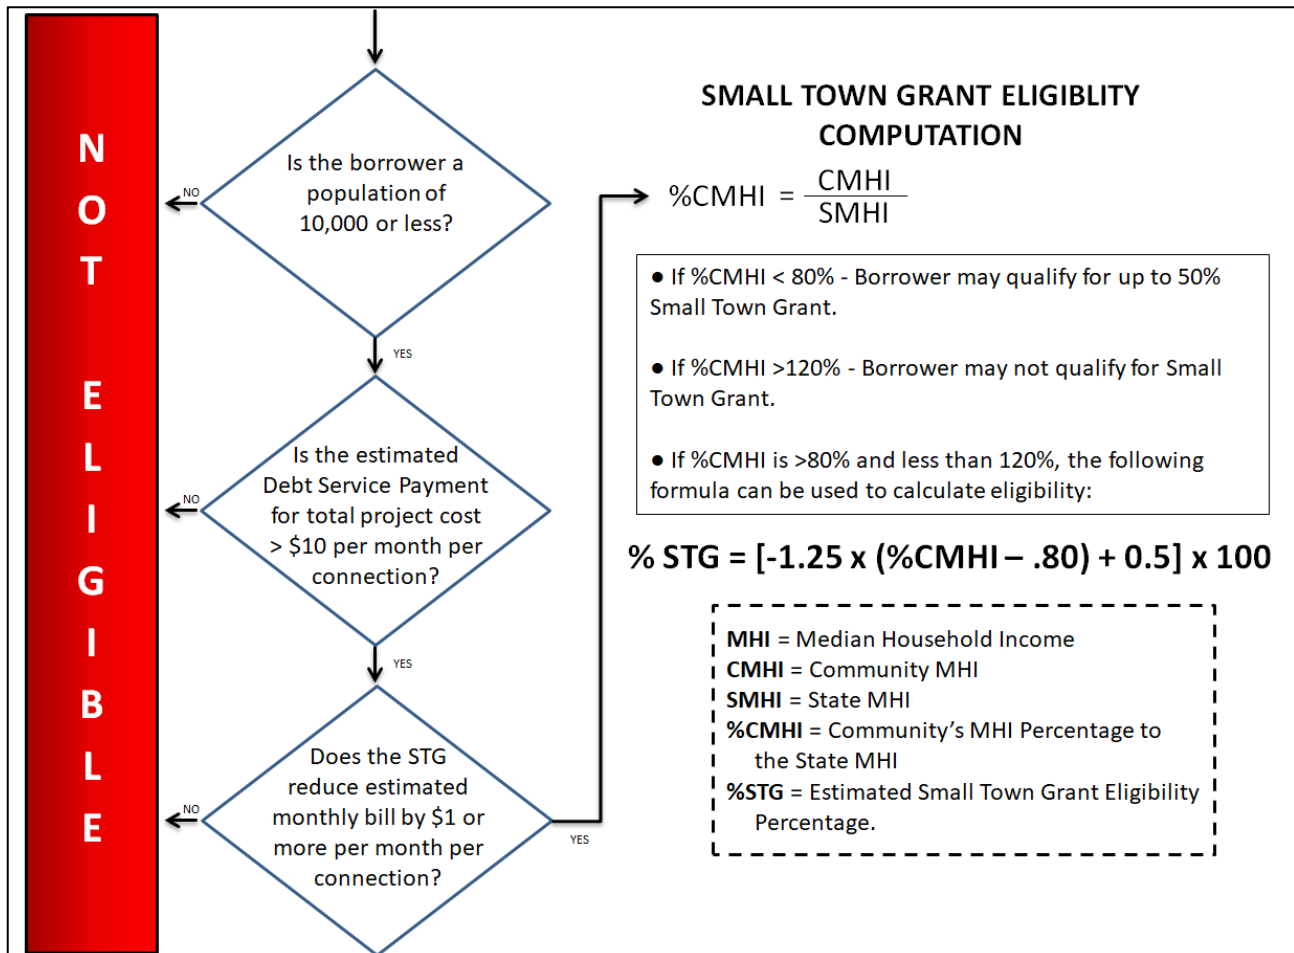 NOT ELIGIBLE
Is the borrower a
population of
10,000 or less?
NO
YES
Is the estimated
Debt Service Payment
for total project cost
> $10 per month per
connection?
NO
YES
Does the STG
reduce estimated
monthly bill by $1 or
more per month per
connection?
NO
YES
SMALL TOWN GRANT ELIGIBLITY
COMPUTATION
%CMHI = CMHI
SMHI
● If %CMHI < 80% - Borrower may qualify for up to 50%
Small Town Grant.
● If %CMHI >120% - Borrower may not qualify for Small
Town Grant.
● If %CMHI is >80% and less than 120%, the following
formula can be used to calculate eligibility:
% STG = [-1.25 x (%CMHI – .80) + 0.5] x 100
MHI = Median Household Income
CMHI = Community MHI
SMHI = State MHI
%CMHI = Community’s MHI Percentage to
the State MHI
%STG = Estimated Small Town Grant Eligibility
Percentage.